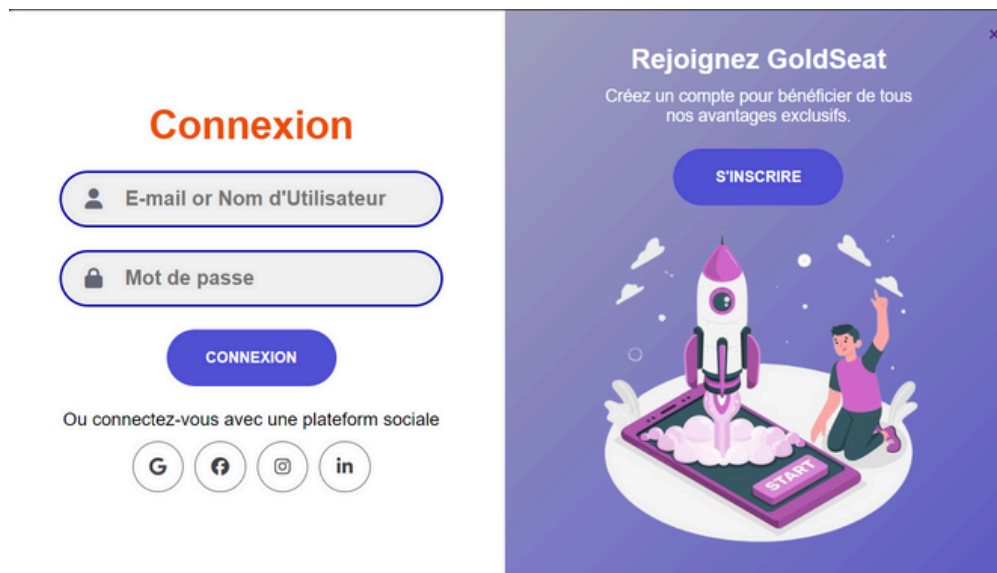 Connexion
E-mail or Nom d'Utilisateur
Mot de passe
CONNEXION
Ou connectez-vous avec une plateform sociale
G
in
×
Rejoignez GoldSeat
Créez un compte pour bénéficier de tous
nos avantages exclusifs.
S'INSCRIRE
START